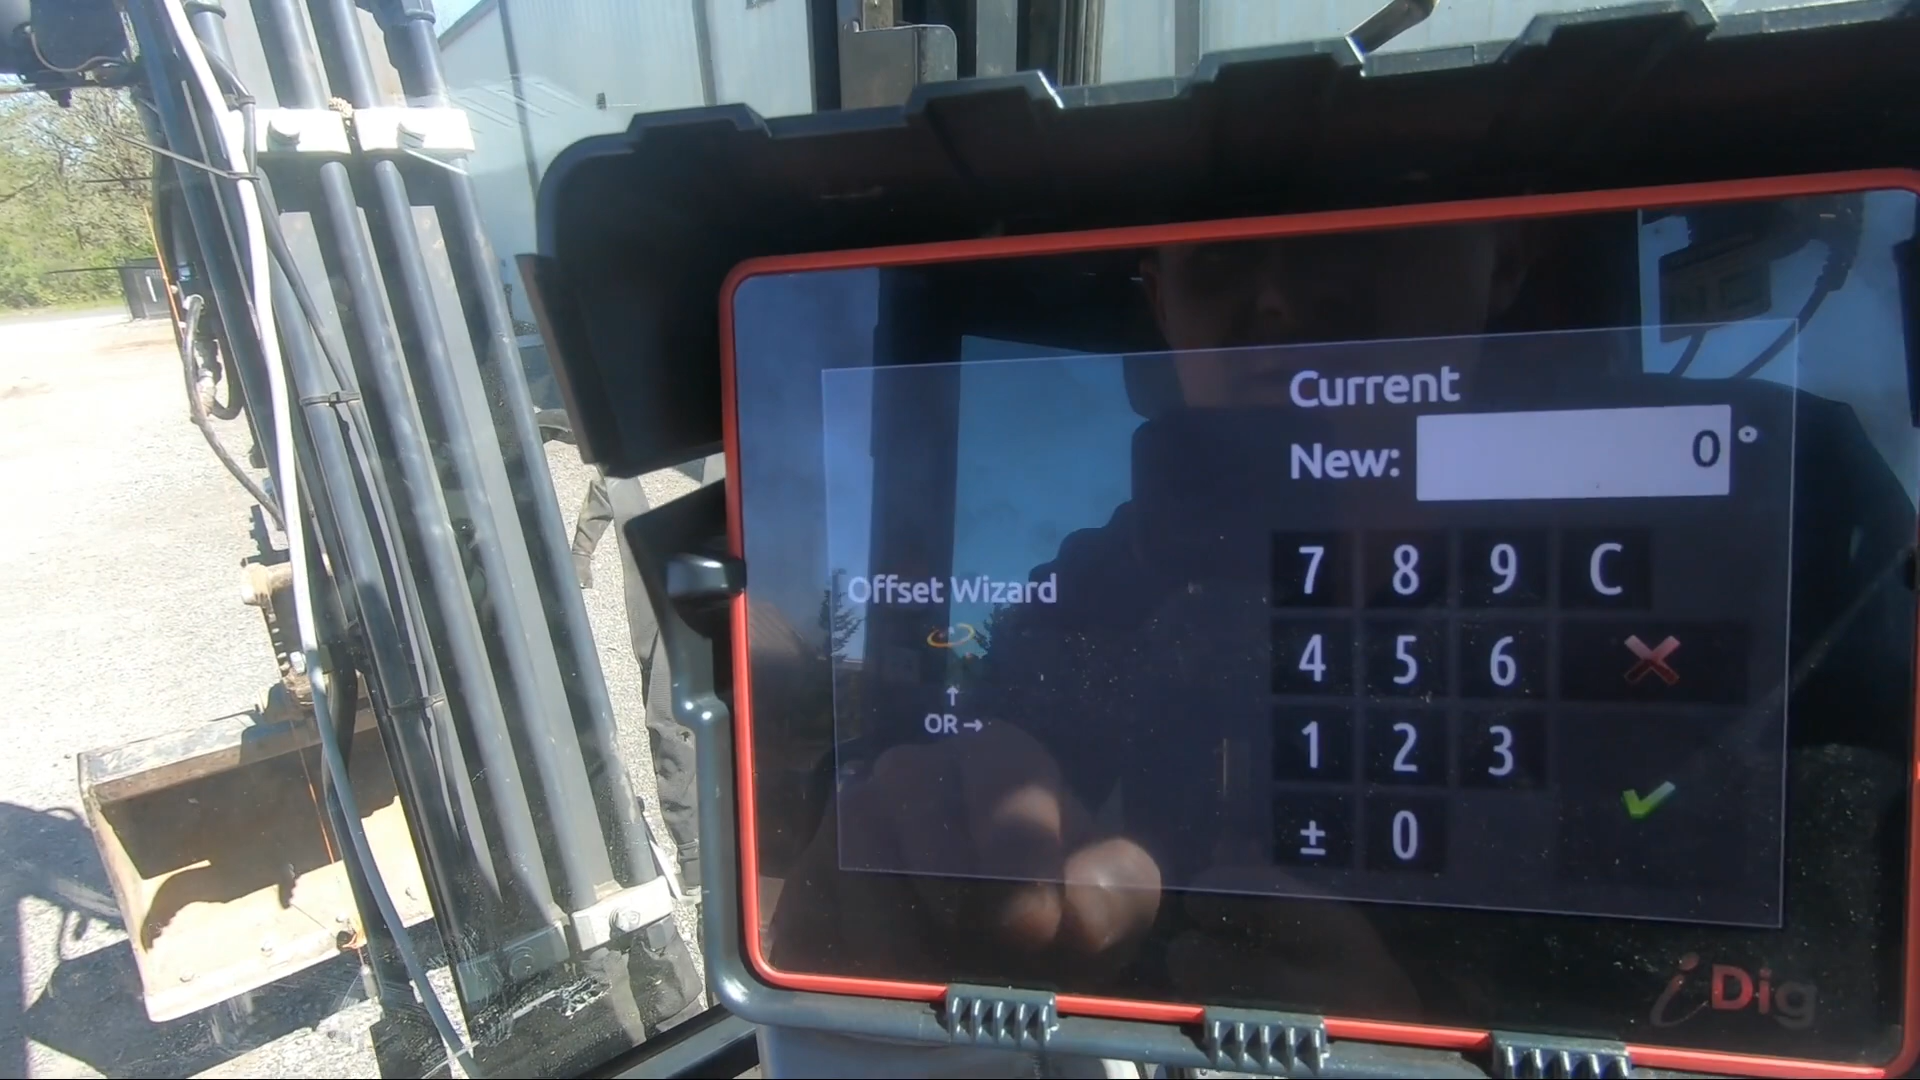 Current
New: 0 °
Offset Wizard
↑
OR →
7 8 9 C
4 5 6
1 2 3
± 0
iDig